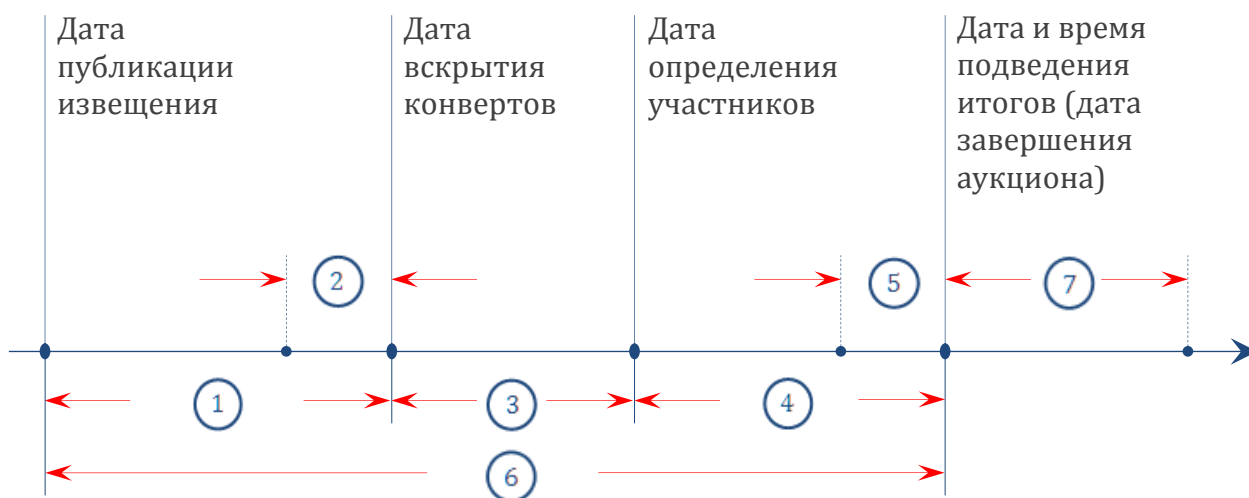 Дата
публикации
извещения
Дата
вскрытия
конвертов
Дата
определения
участников
Дата и время
подведения
итогов (дата
завершения
аукциона)
2
5
7
1
3
4
6